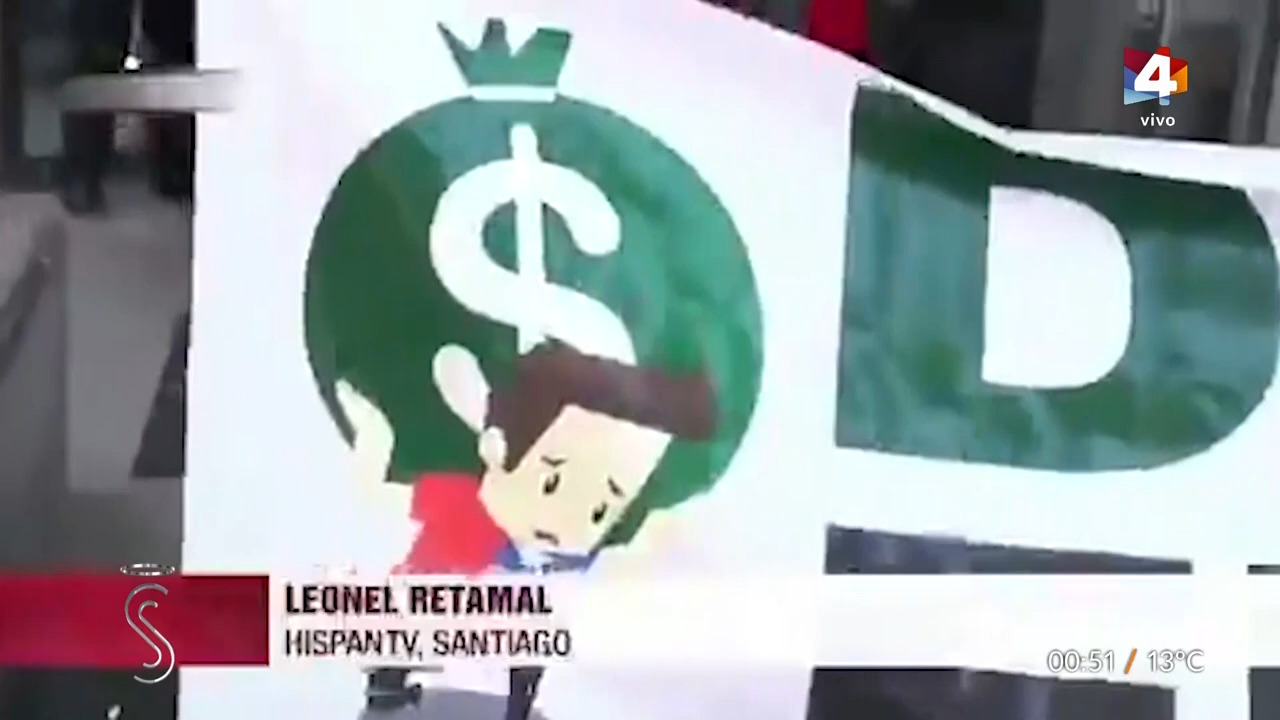 4
vivo
$
D
LEONEL RETAMAL
HISPANTV, SANTIAGO
00:51 / 13°C